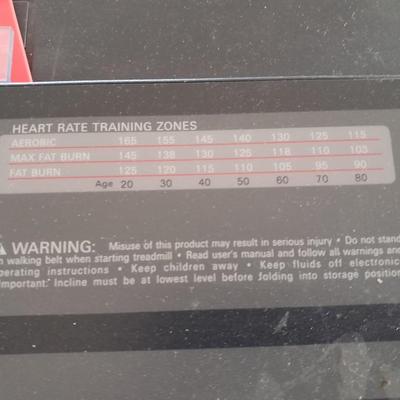 HEART RATE TRAINING ZONES
AEROBIC 165 155 145 140 130 125 115
MAX FAT BURN 145 138 130 125 118 110 105
FAT BURN 125 120 115 110 105 95 90
Age 20 30 40 50 60 70 80
WARNING: Misuse of this product may result in serious injury • Do not stand
n walking belt when starting treadmill • Read user's manual and follow all warnings and
perating instructions • Keep children away • Keep fluids off electronic
mportant: Incline must be at lowest level before folding into storage position